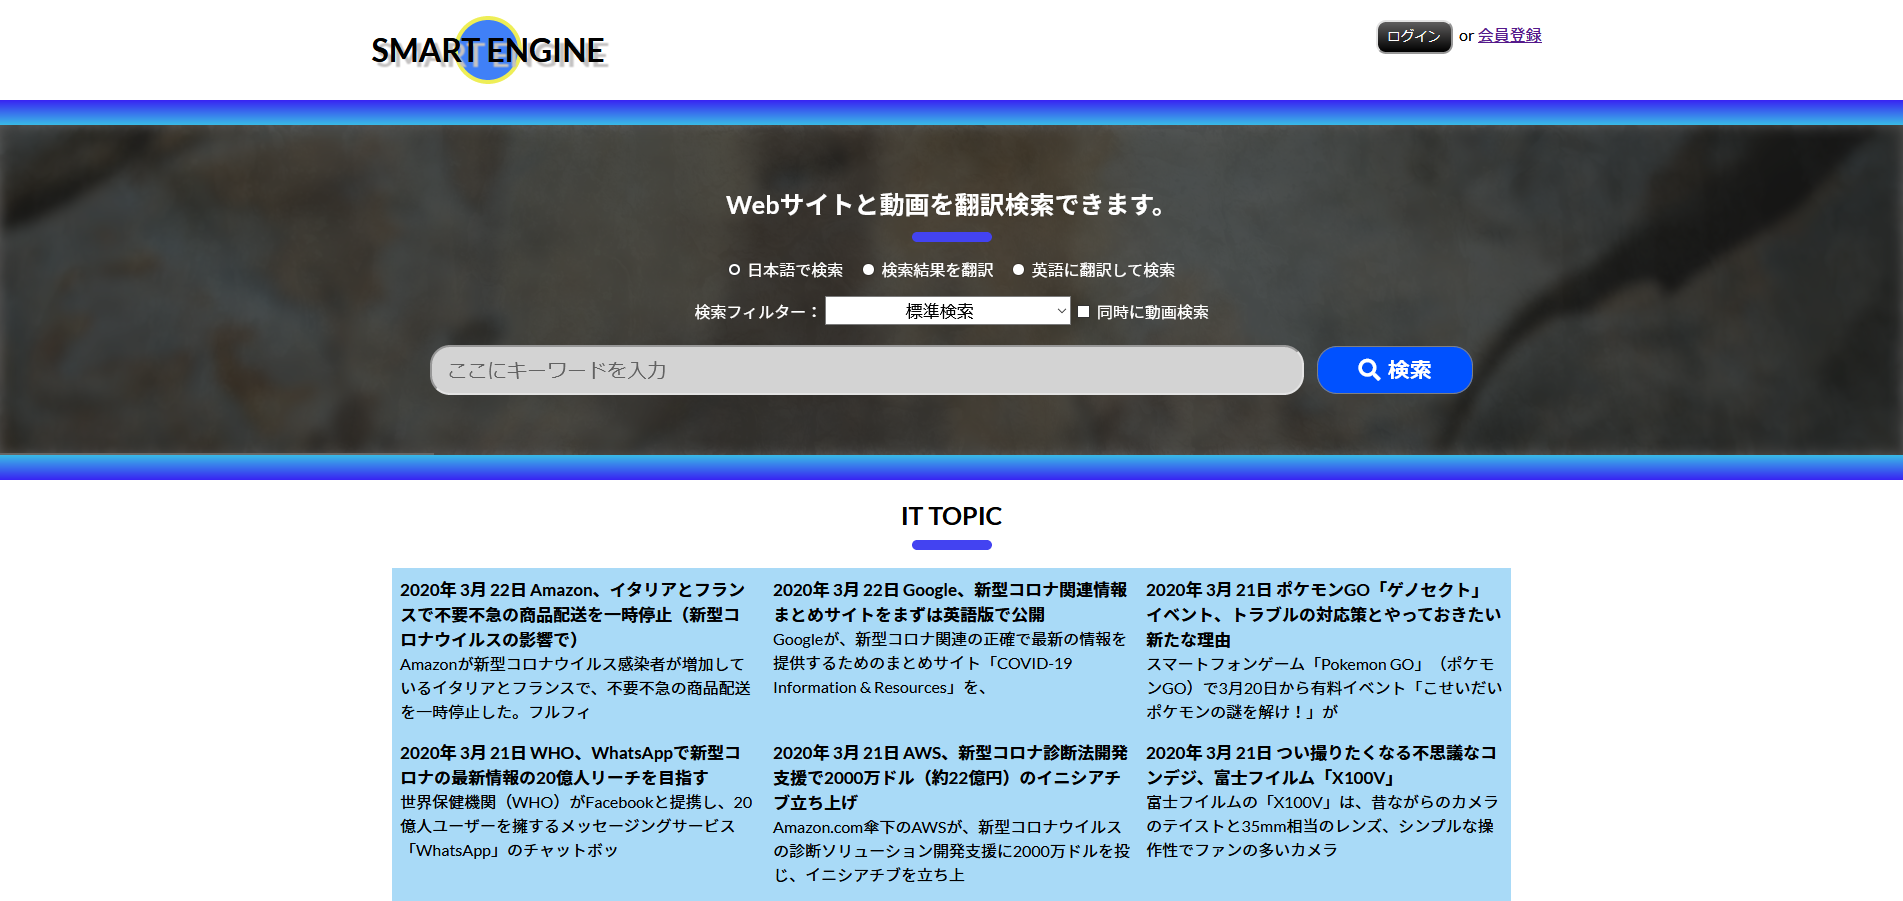 SMART ENGINE
ログイン or 会員登録
Webサイトと動画を翻訳検索できます。
日本語で検索 検索結果を翻訳 英語に翻訳して検索
検索フィルター： 標準検索 同時に動画検索
ここにキーワードを入力 検索
IT TOPIC
2020年 3月 22日 Amazon、イタリアとフラン
スで不要不急の商品配送を一時停止（新型コ
ロナウイルスの影響で）
Amazonが新型コロナウイルス感染者が増加して
いるイタリアとフランスで、不要不急の商品配送
を一時停止した。フルフィ
2020年 3月 22日 Google、新型コロナ関連情報
まとめサイトをまずは英語版で公開
Googleが、新型コロナ関連の正確で最新の情報を
提供するためのまとめサイト「COVID-19
Information & Resources」を、
2020年 3月 21日 ポケモンGO「ゲノセクト」
イベント、トラブルの対応策とやっておきたい
新たな理由
スマートフォンゲーム「Pokemon GO」（ポケモ
ンGO）で3月20日から有料イベント「こせいだい
ポケモンの謎を解け！」が
2020年 3月 21日 WHO、WhatsAppで新型コ
ロナの最新情報の20億人リーチを目指す
世界保健機関（WHO）がFacebookと提携し、20
億人ユーザーを擁するメッセージングサービス
「WhatsApp」のチャットボッ
2020年 3月 21日 AWS、新型コロナ診断法開発
支援で2000万ドル（約22億円）のイニシアチ
ブ立ち上げ
Amazon.com傘下のAWSが、新型コロナウイルス
の診断ソリューション開発支援に2000万ドルを投
じ、イニシアチブを立ち上
2020年 3月 21日 つい撮りたくなる不思議なコ
ンデジ、富士フイルム「X100V」
富士フイルムの「X100V」は、昔ながらのカメラ
のテイストと35mm相当のレンズ、シンプルな操
作性でファンの多いカメラ